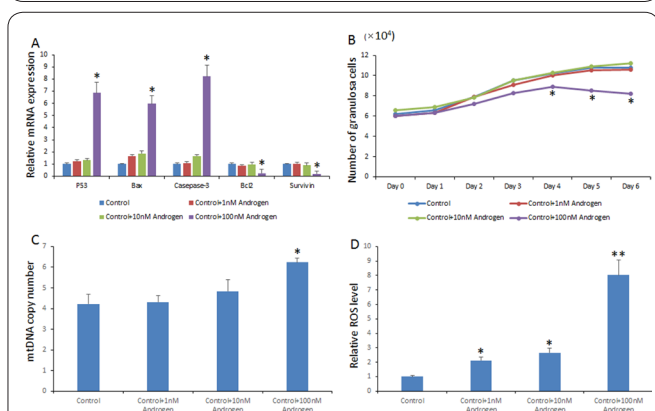 A
Relative mRNA expression
10
9
8
7
6
5
4
3
2
1
0
*
*
*
*
*
P53 Bax Casepase-3 Bcl2 Survivin
Control Control+1nM Androgen
Control+10nM Androgen Control+100nM Androgen
B
(×10⁴)
Number of granulosa cells
12
10
8
6
4
2
0
* * *
Day 0 Day 1 Day 2 Day 3 Day 4 Day 5 Day 6
Control Control+1nM Androgen
Control+10nM Androgen Control+100nM Androgen
C
mtDNA copy number
7
6
5
4
3
2
1
0
*
Control Control+1nM Control+10nM Control+100nM
Androgen Androgen Androgen
D
Relative ROS level
10
9
8
7
6
5
4
3
2
1
0
* * **
Control Control+1nM Control+10nM Control+100nM
Androgen Androgen Androgen